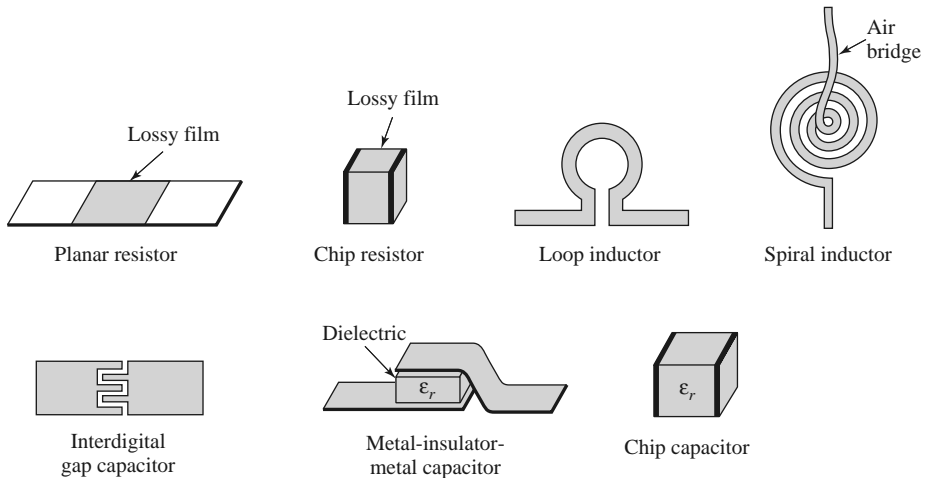 Air
bridge
Lossy film
Lossy film
Planar resistor
Chip resistor
Loop inductor
Spiral inductor
Dielectric
εr
εr
Interdigital
gap capacitor
Metal-insulator-
metal capacitor
Chip capacitor